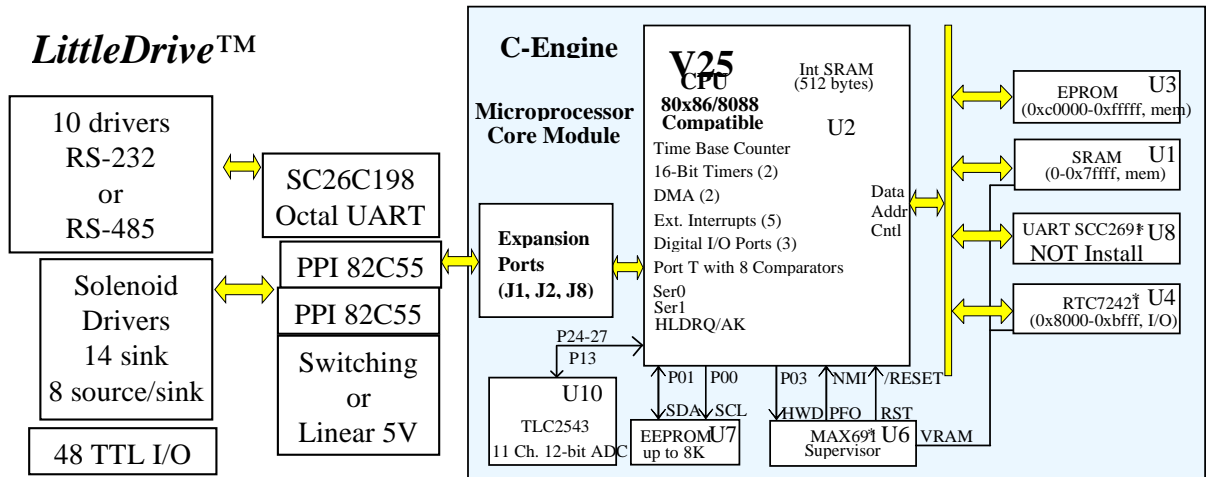 LittleDrive™
10 drivers
RS-232
or
RS-485
Solenoid
Drivers
14 sink
8 source/sink
48 TTL I/O
SC26C198
Octal UART
PPI 82C55
PPI 82C55
Switching
or
Linear 5V
C-Engine
Microprocessor
Core Module
Expansion
Ports
(J1, J2, J8)
V25
CPU
80x86/8088
Compatible
Int SRAM
(512 bytes)
U2
Time Base Counter
16-Bit Timers (2)
DMA (2)
Ext. Interrupts (5)
Digital I/O Ports (3)
Port T with 8 Comparators
Ser0
Ser1
HLDRQ/AK
Data
Addr
Cntl
EPROM U3
(0xc0000-0xfffff, mem)
SRAM U1
(0-0x7ffff, mem)
UART SCC2691* U8
NOT Install
RTC72421* U4
(0x8000-0xbfff, I/O)
P24-27
P13
U10
TLC2543
11 Ch. 12-bit ADC
P01 P00 P03 NMI /RESET
SDA SCL HWD PFO RST VRAM
EEPROM U7
up to 8K
MAX691* U6
Supervisor